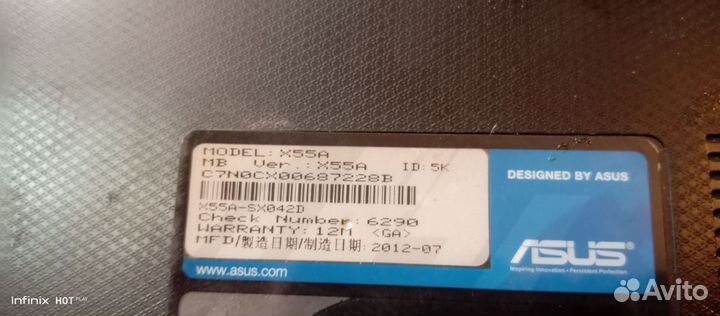 MODEL: X55A
MB Ver.: X55A ID: 5K
C7N0CX00687228B
X55A-SX042D
Check Number: 6290
WARRANTY: 12M <GA>
MFD/製造日期/制造日期: 2012-07
www.asus.com
DESIGNED BY ASUS
ASUS®
Inspiring Innovation • Persistent Perfection
Infinix HOT PLAY
Avito